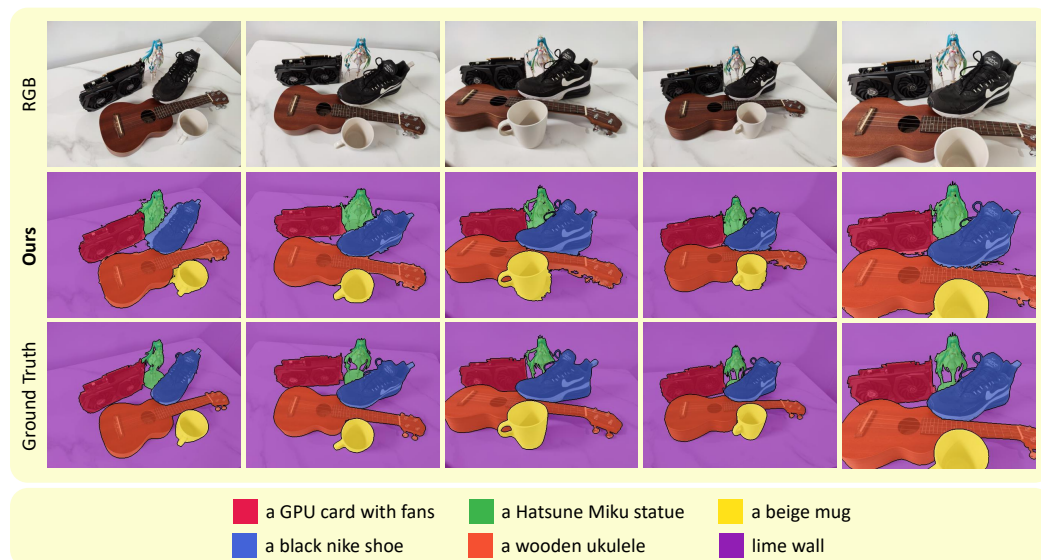 RGB
Ours
Ground Truth
a GPU card with fans
a Hatsune Miku statue
a beige mug
a black nike shoe
a wooden ukulele
lime wall